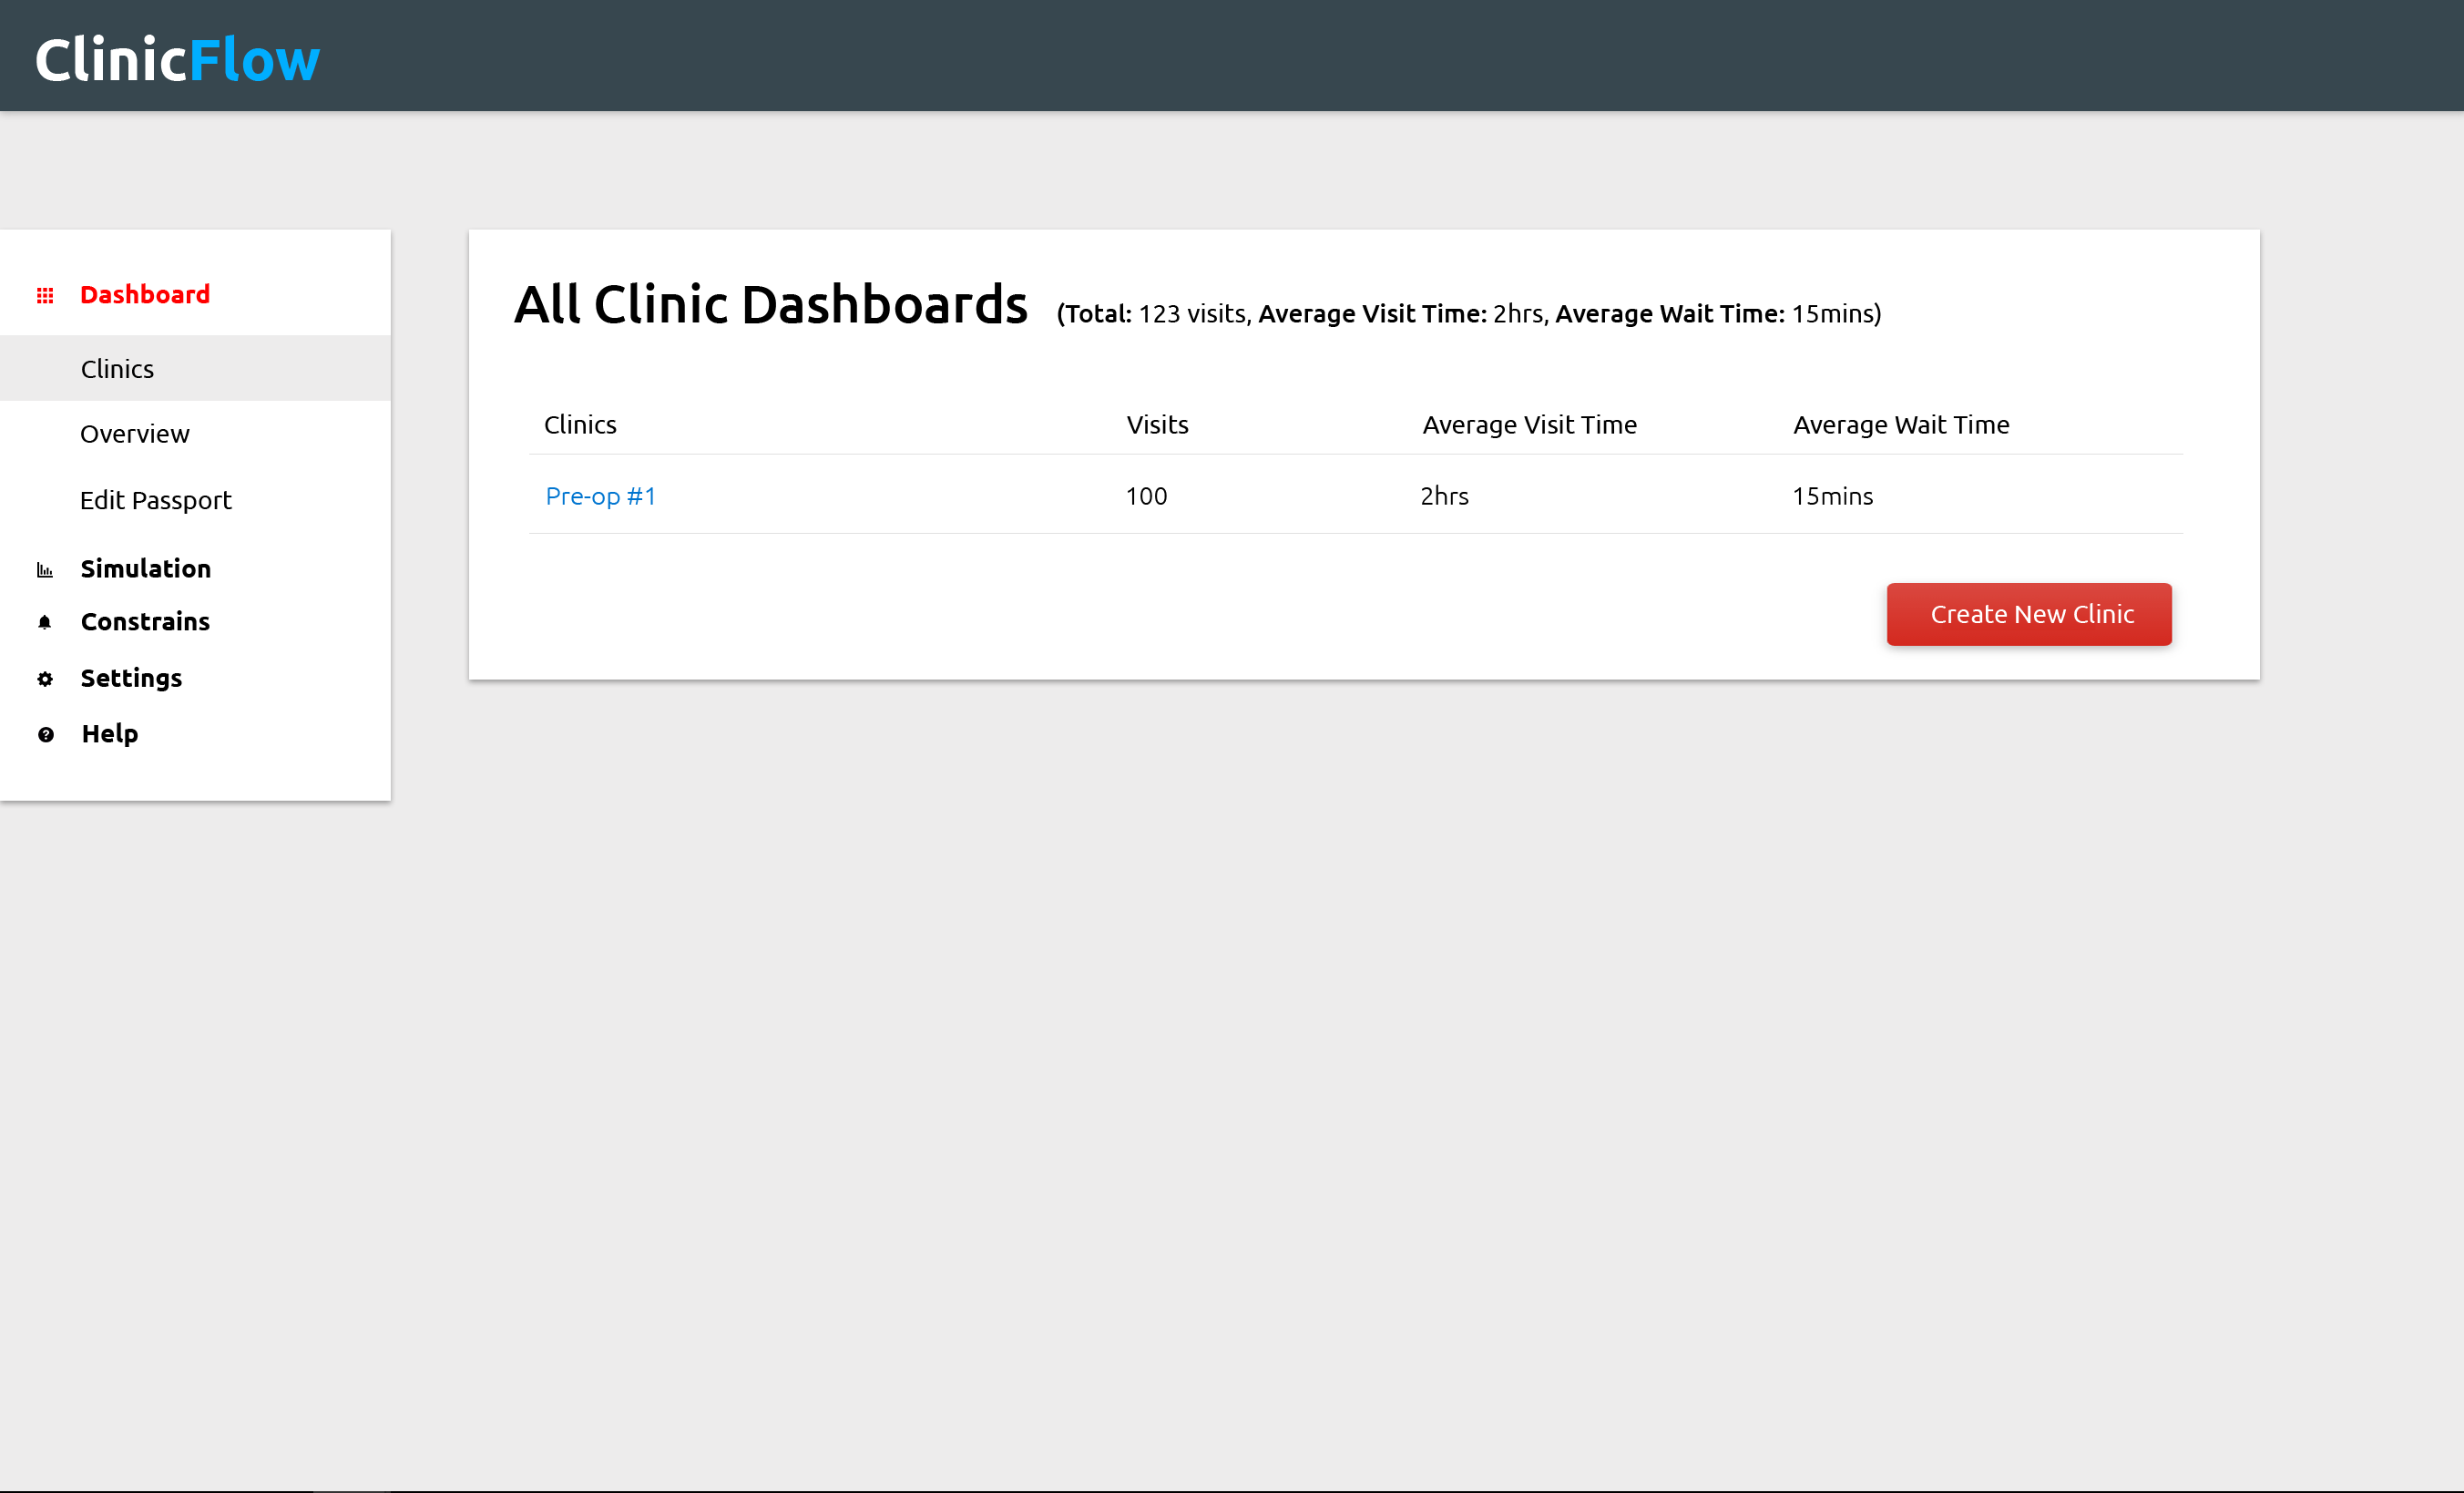 ClinicFlow
Dashboard
Clinics
Overview
Edit Passport
Simulation
Constrains
Settings
Help
All Clinic Dashboards (Total: 123 visits, Average Visit Time: 2hrs, Average Wait Time: 15mins)
Clinics Visits Average Visit Time Average Wait Time
Pre-op #1 100 2hrs 15mins
Create New Clinic